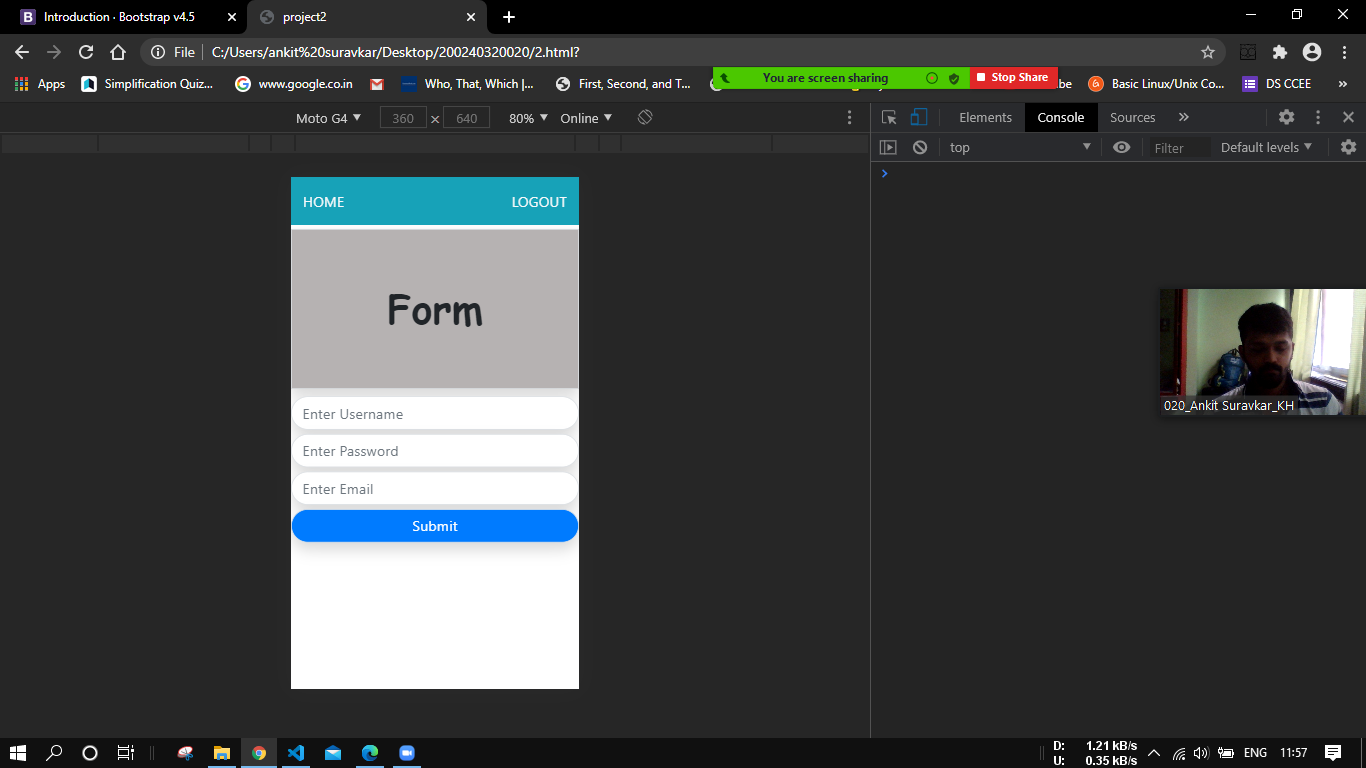 Introduction · Bootstrap v4.5
project2
File
C:/Users/ankit%20suravkar/Desktop/200240320020/2.html?
Apps
Simplification Quiz...
www.google.co.in
Who, That, Which |...
First, Second, and T...
You are screen sharing
Stop Share
be
Basic Linux/Unix Co...
DS CCEE
»
Moto G4
360 × 640
80%
Online
Elements
Console
Sources
»
top
Filter
Default levels
HOME
LOGOUT
Form
Enter Username
Enter Password
Enter Email
Submit
020_Ankit Suravkar_KH
D: 1.21 kB/s
U: 0.35 kB/s
ENG
11:57